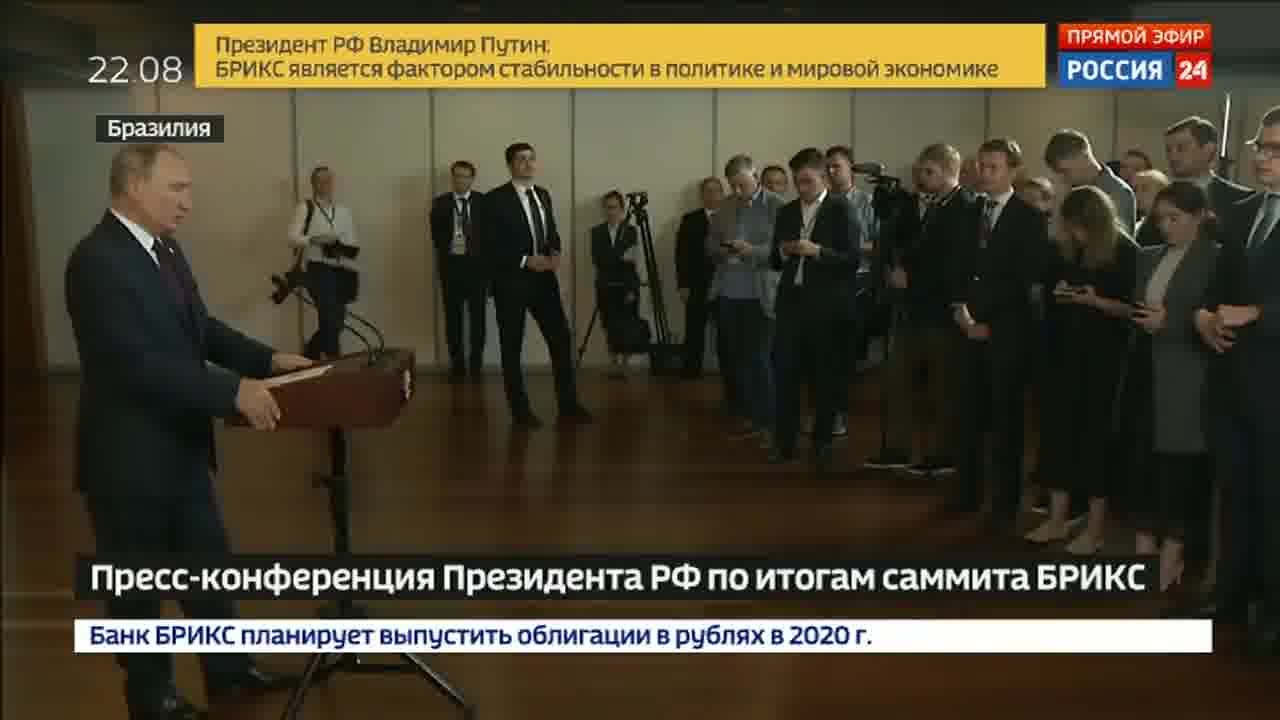 22.08
Президент РФ Владимир Путин:
БРИКС является фактором стабильности в политике и мировой экономике
ПРЯМОЙ ЭФИР
РОССИЯ 24
Бразилия
Пресс-конференция Президента РФ по итогам саммита БРИКС
Банк БРИКС планирует выпустить облигации в рублях в 2020 г.